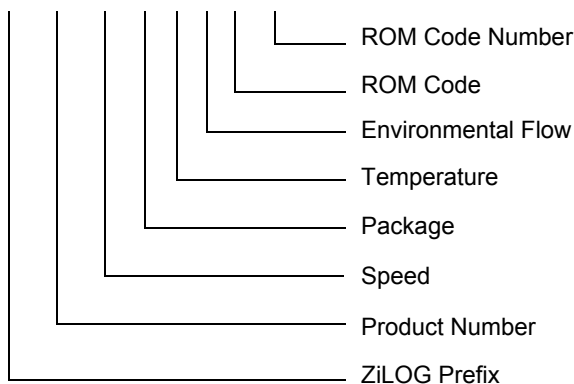 ROM Code Number
ROM Code
Environmental Flow
Temperature
Package
Speed
Product Number
ZiLOG Prefix